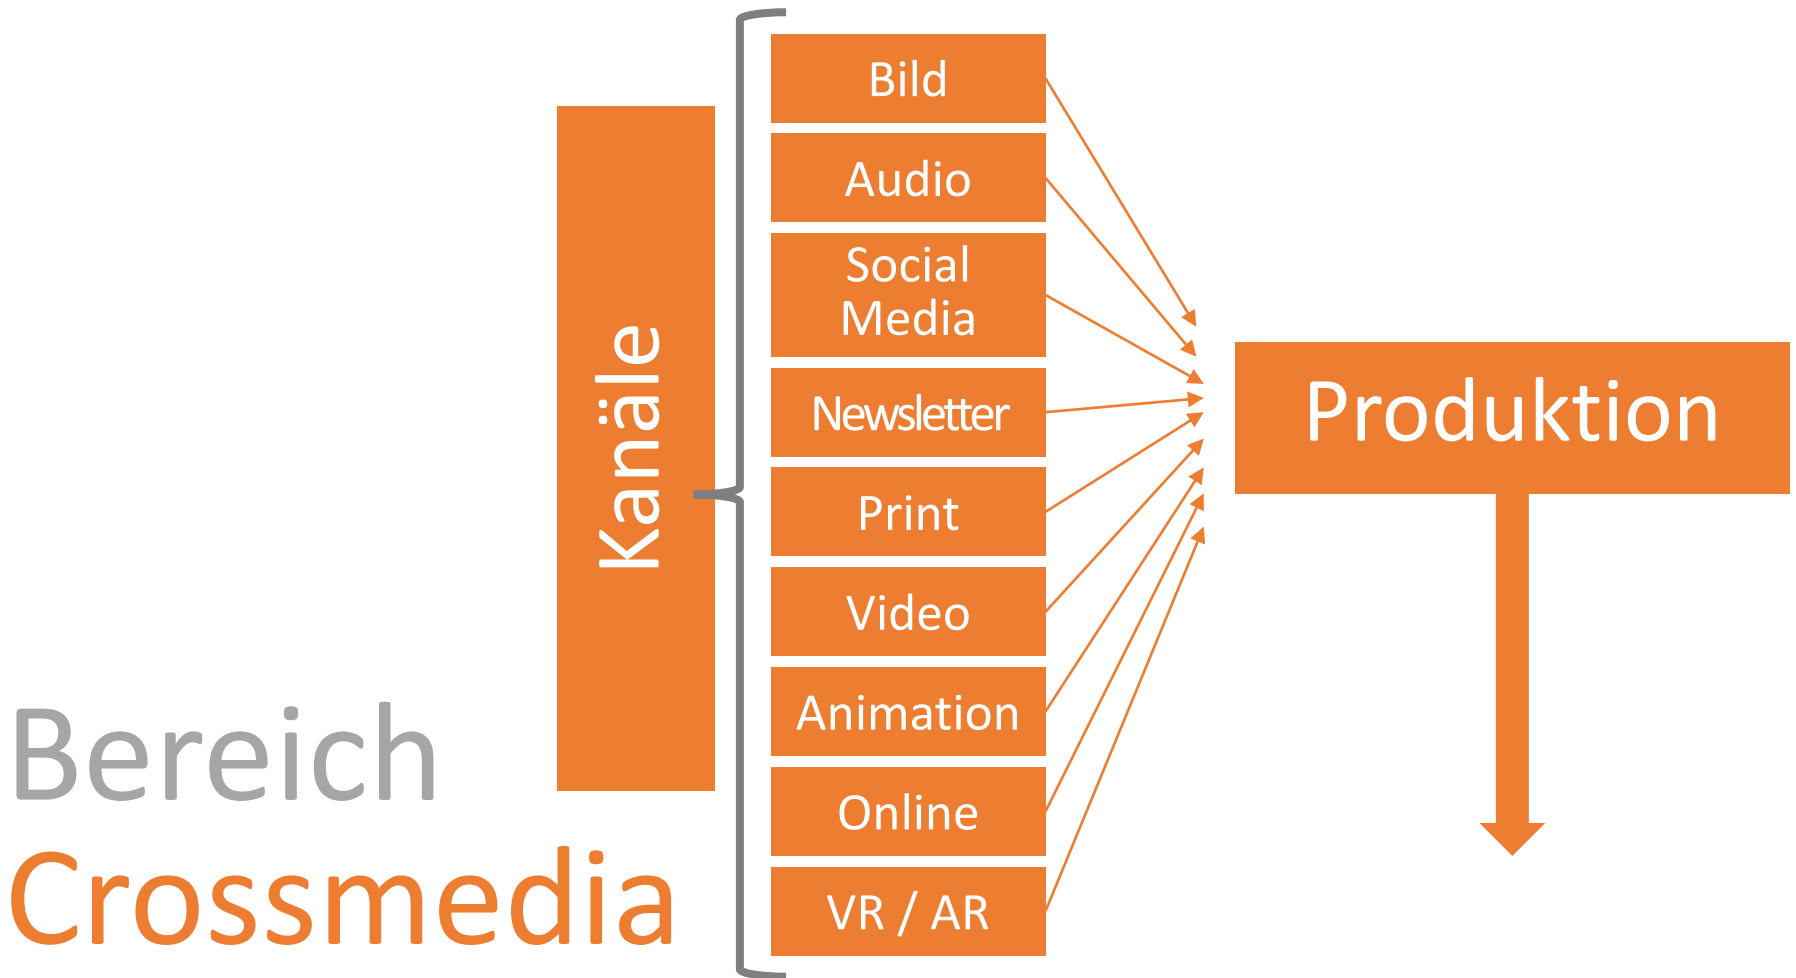 Bereich
Crossmedia
Kanäle
Bild
Audio
Social
Media
Newsletter
Print
Video
Animation
Online
VR / AR
Produktion